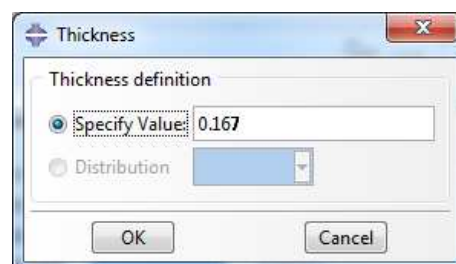 Thickness
Thickness definition
Specify Value: 0.167
Distribution
OK Cancel